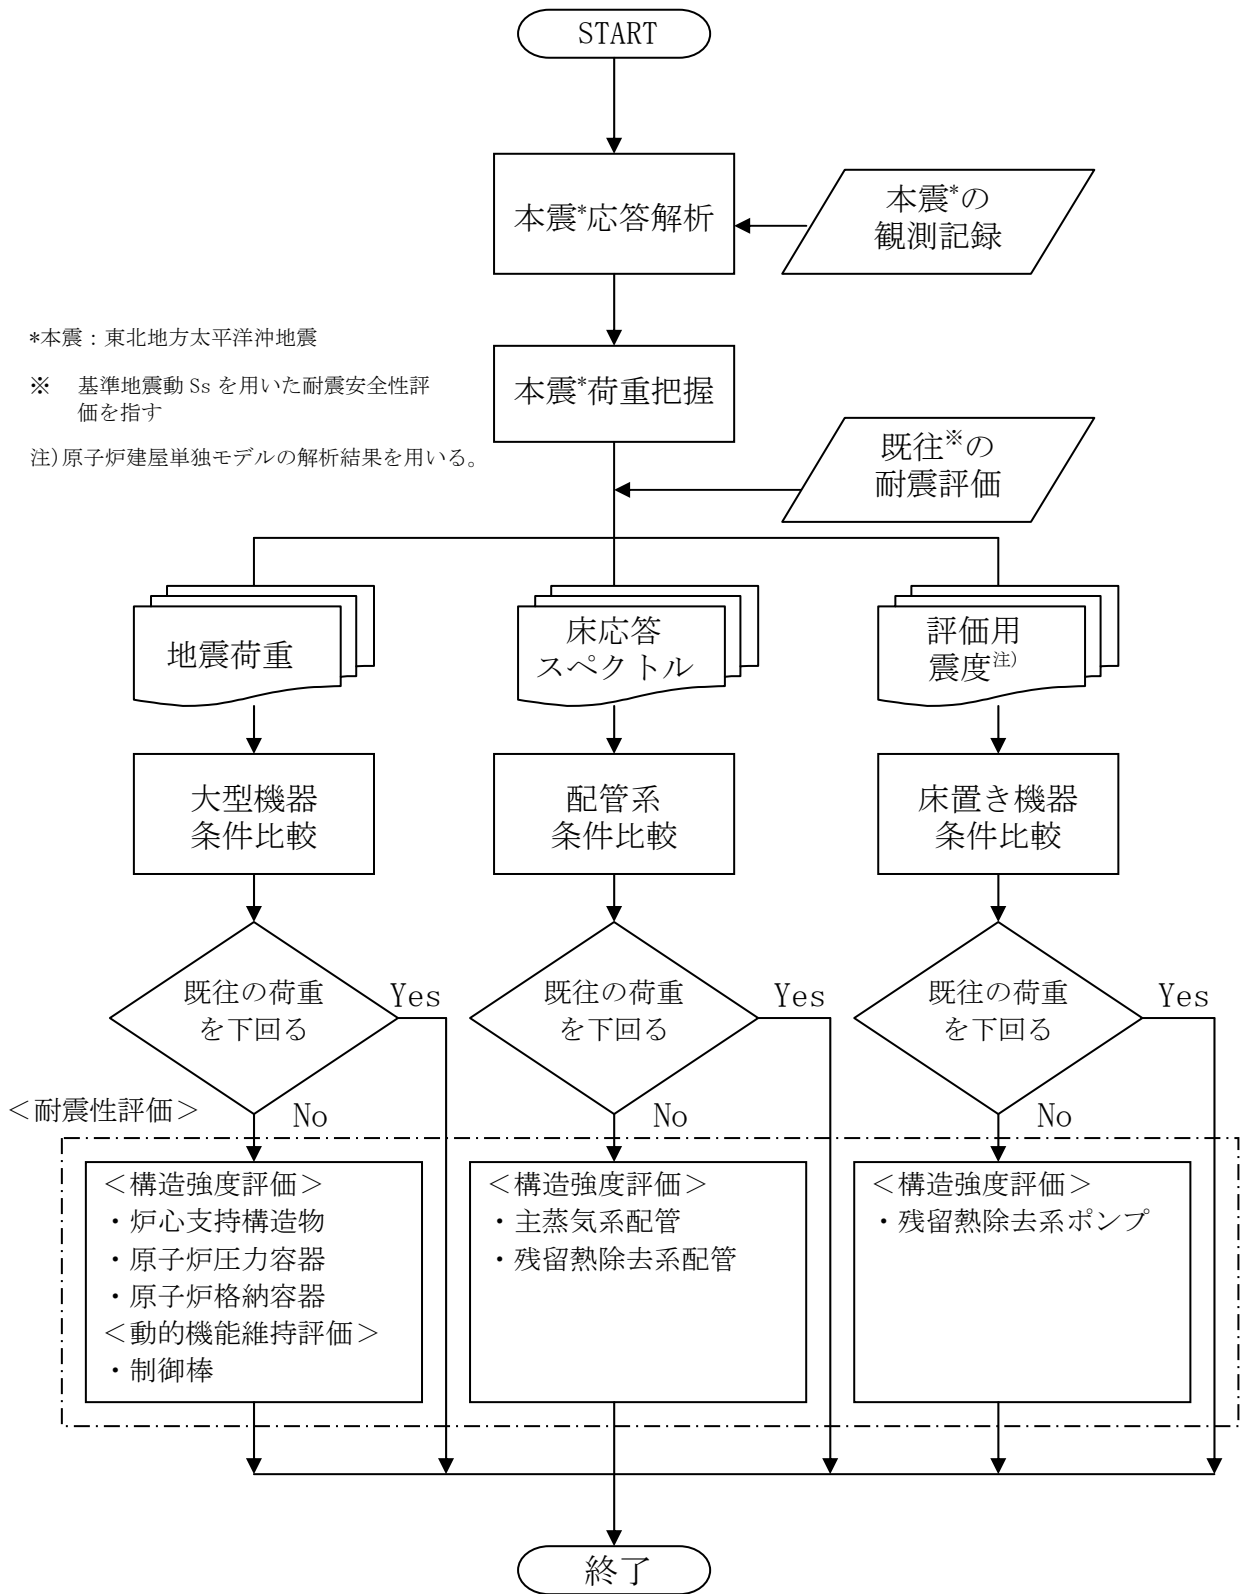 START
本震*応答解析
本震*の
観測記録
*本震：東北地方太平洋沖地震
※　基準地震動 Ss を用いた耐震安全性評
価を指す
注)原子炉建屋単独モデルの解析結果を用いる。
本震*荷重把握
既往※の
耐震評価
地震荷重
床応答
スペクトル
評価用
震度注)
大型機器
条件比較
配管系
条件比較
床置き機器
条件比較
既往の荷重
を下回る
Yes
No
既往の荷重
を下回る
Yes
No
既往の荷重
を下回る
Yes
No
＜耐震性評価＞
＜構造強度評価＞
・炉心支持構造物
・原子炉圧力容器
・原子炉格納容器
＜動的機能維持評価＞
・制御棒
＜構造強度評価＞
・主蒸気系配管
・残留熱除去系配管
＜構造強度評価＞
・残留熱除去系ポンプ
終了